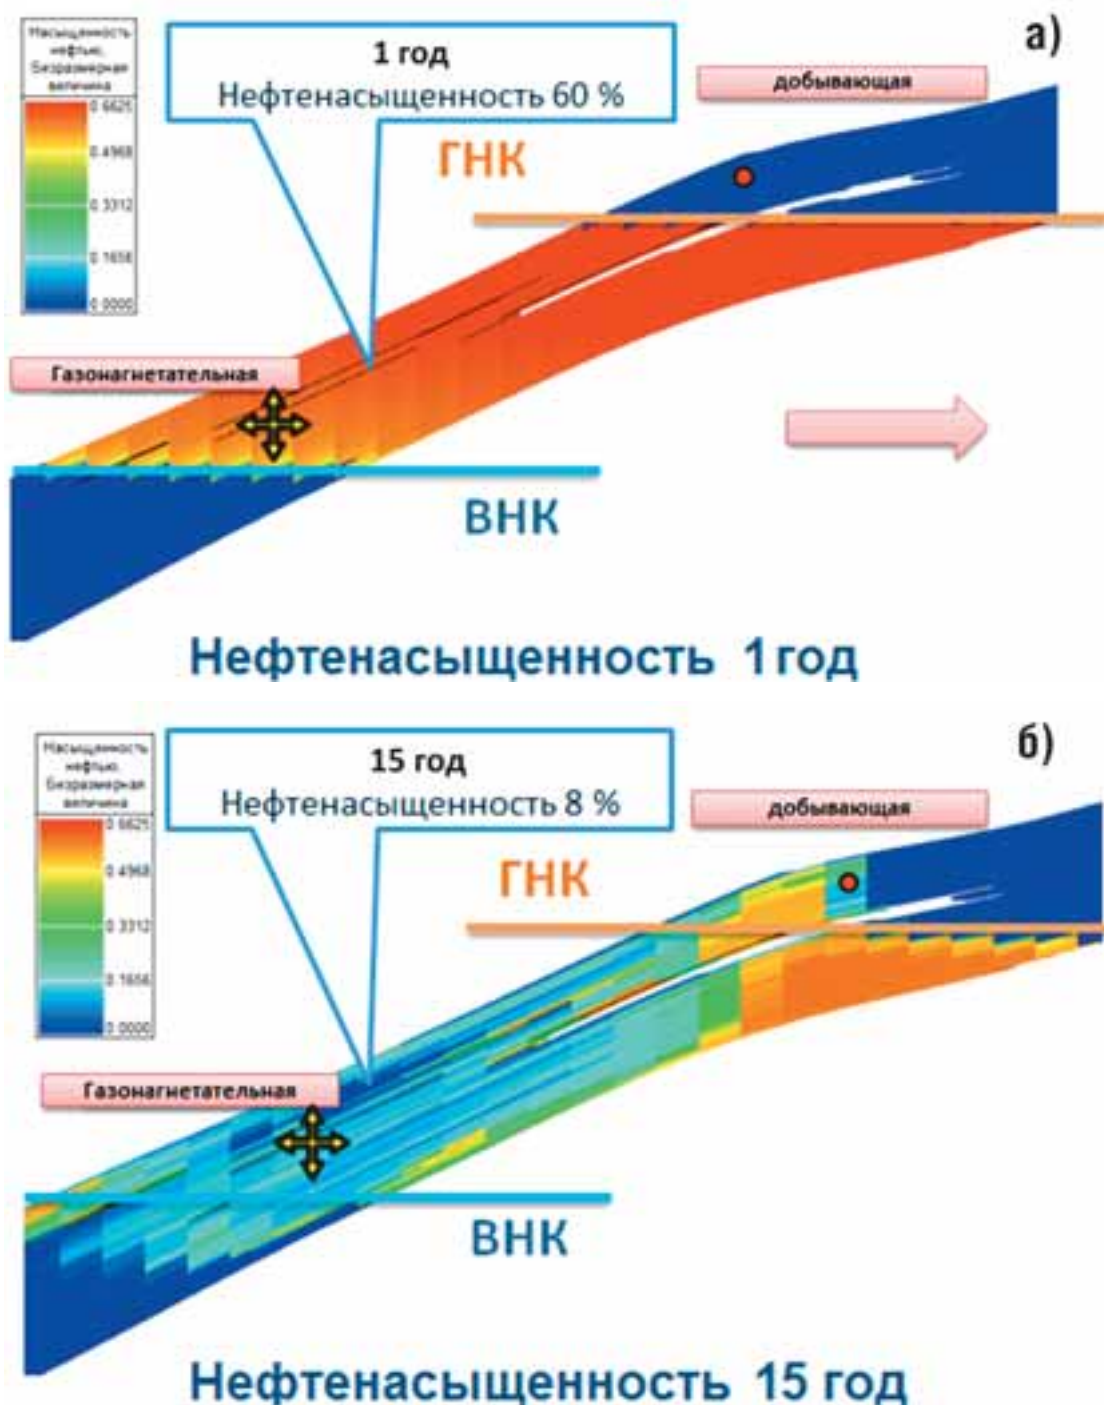 Насыщенность
нефтью,
Безразмерная
величина
0.6625
0.4968
0.3312
0.1656
0.0000
1 год
Нефтенасыщенность 60 %
а)
добывающая
ГНК
Газонагнетательная
ВНК
Нефтенасыщенность 1 год
Насыщенность
нефтью,
Безразмерная
величина
0.6625
0.4968
0.3312
0.1656
0.0000
15 год
Нефтенасыщенность 8 %
б)
добывающая
ГНК
Газонагнетательная
ВНК
Нефтенасыщенность 15 год